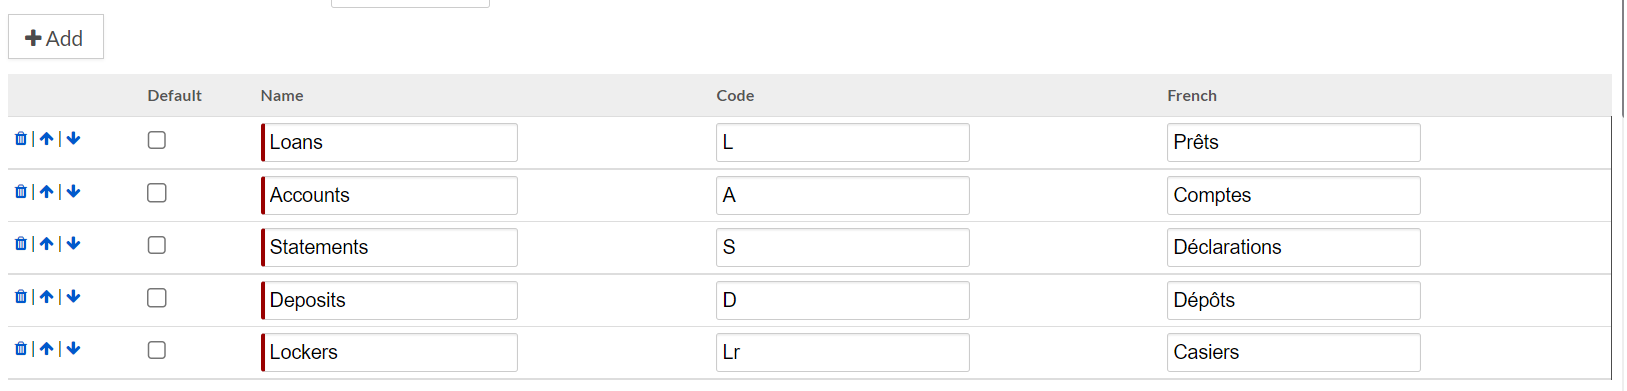 Add
Default Name Code French
Loans L Prêts
Accounts A Comptes
Statements S Déclarations
Deposits D Dépôts
Lockers Lr Casiers